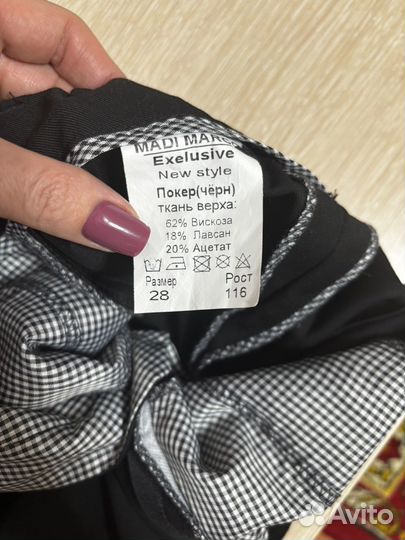 MADI
Exelusive
New style
Покер(чёрн)
ткань верха:
62% Вискоза
18% Лавсан
20% Ацетат
Размер Рост
28 116
Avito